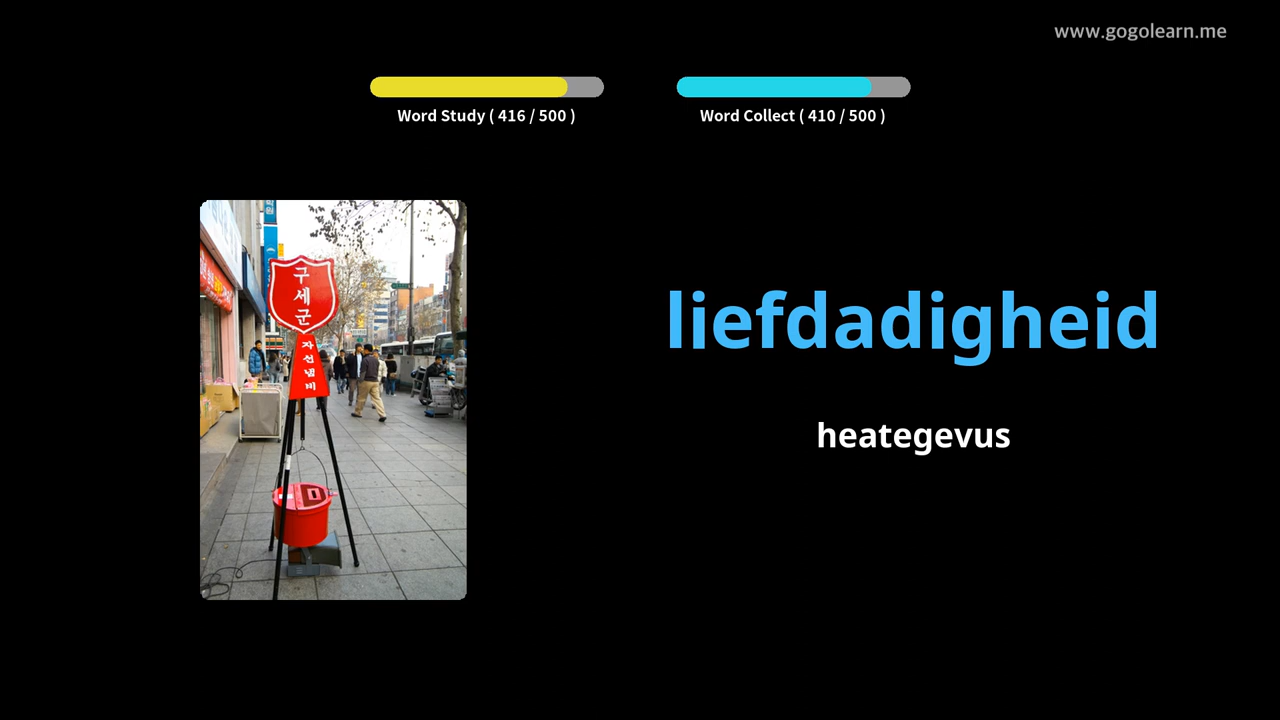 www.gogolearn.me
Word Study ( 416 / 500 )
Word Collect ( 410 / 500 )
구세군
자선냄비
liefdadigheid
heategevus